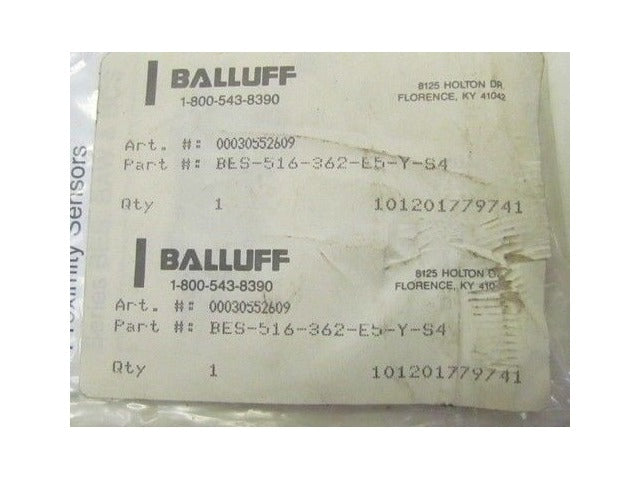 BALLUFF
1-800-543-8390
8125 HOLTON DR
FLORENCE, KY 41042
Art. #: 00030552609
Part #: BES-516-362-E5-Y-S4
Qty 1 101201779741
BALLUFF
1-800-543-8390
8125 HOLTON
FLORENCE, KY
Art. #: 00030552609
Part #: BES-516-362-E5-Y-S4
Qty 1 101201779741
Proximity Sensors